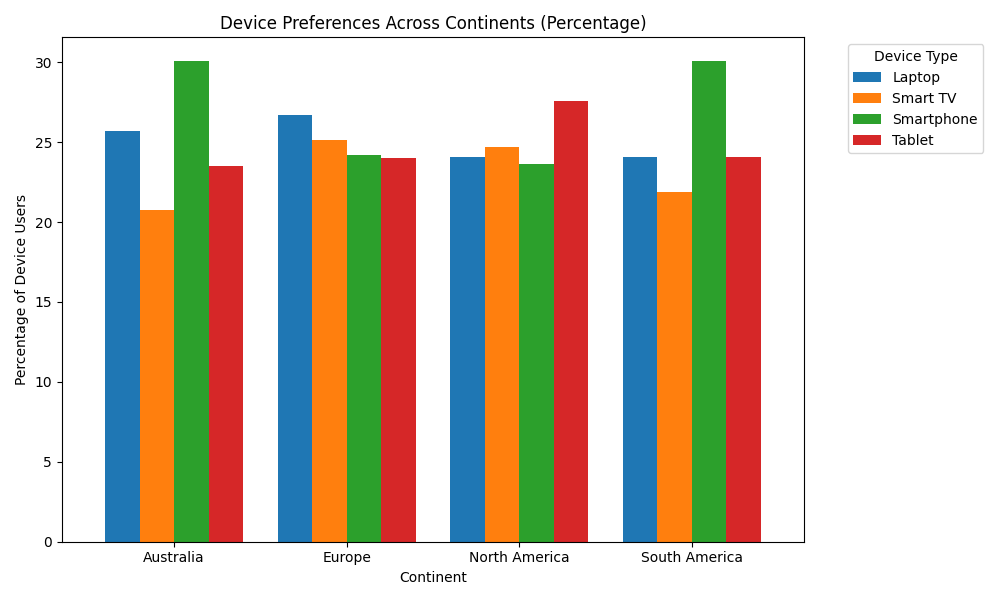 Device Preferences Across Continents (Percentage)
Device Type
Laptop
Smart TV
Smartphone
Tablet
Percentage of Device Users
30
25
20
15
10
5
0
Australia
Europe
North America
South America
Continent